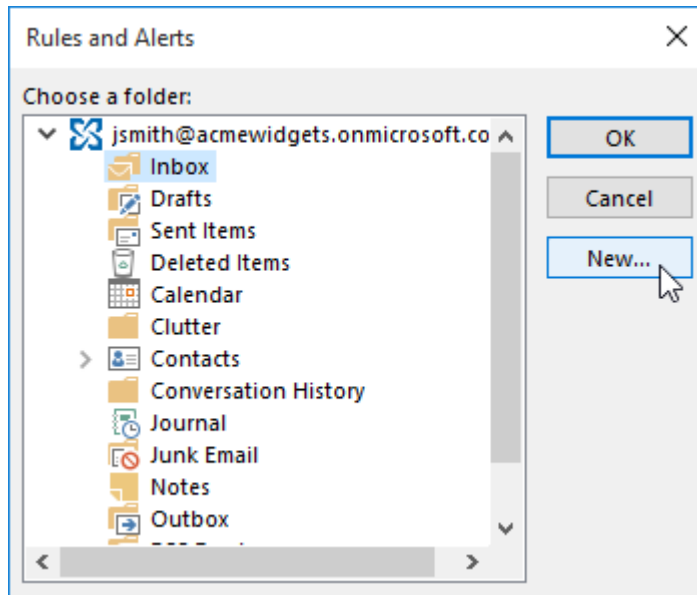 Rules and Alerts
Choose a folder:
jsmith@acmewidgets.onmicrosoft.co
OK
Inbox
Drafts
Cancel
Sent Items
Deleted Items
New...
Calendar
Clutter
Contacts
Conversation History
Journal
Junk Email
Notes
Outbox